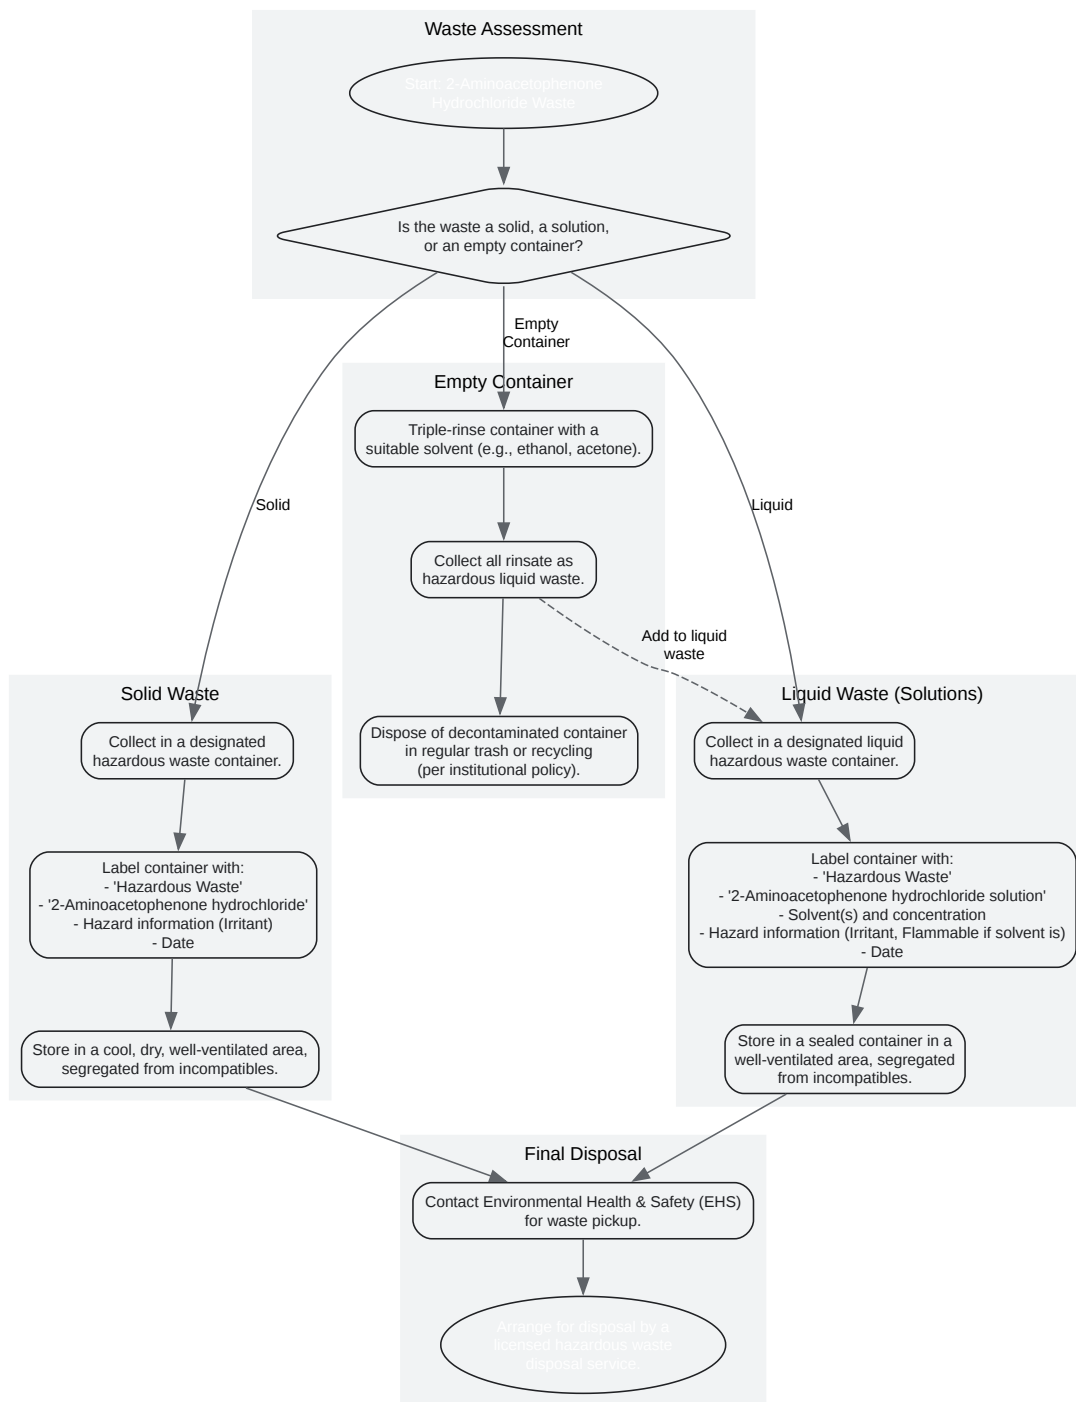 Waste Assessment
Start: 2-Aminoacetophenone
Hydrochloride Waste
Is the waste a solid, a solution,
or an empty container?
Empty
Container
Empty Container
Triple-rinse container with a
suitable solvent (e.g., ethanol, acetone).
Solid
Liquid
Collect all rinsate as
hazardous liquid waste.
Add to liquid
waste
Dispose of decontaminated container
in regular trash or recycling
(per institutional policy).
Solid Waste
Collect in a designated
hazardous waste container.
Label container with:
- 'Hazardous Waste'
- '2-Aminoacetophenone hydrochloride'
- Hazard information (Irritant)
- Date
Store in a cool, dry, well-ventilated area,
segregated from incompatibles.
Liquid Waste (Solutions)
Collect in a designated liquid
hazardous waste container.
Label container with:
- 'Hazardous Waste'
- '2-Aminoacetophenone hydrochloride solution'
- Solvent(s) and concentration
- Hazard information (Irritant, Flammable if solvent is)
- Date
Store in a sealed container in a
well-ventilated area, segregated
from incompatibles.
Final Disposal
Contact Environmental Health & Safety (EHS)
for waste pickup.
Arrange for disposal by a
licensed hazardous waste
disposal service.